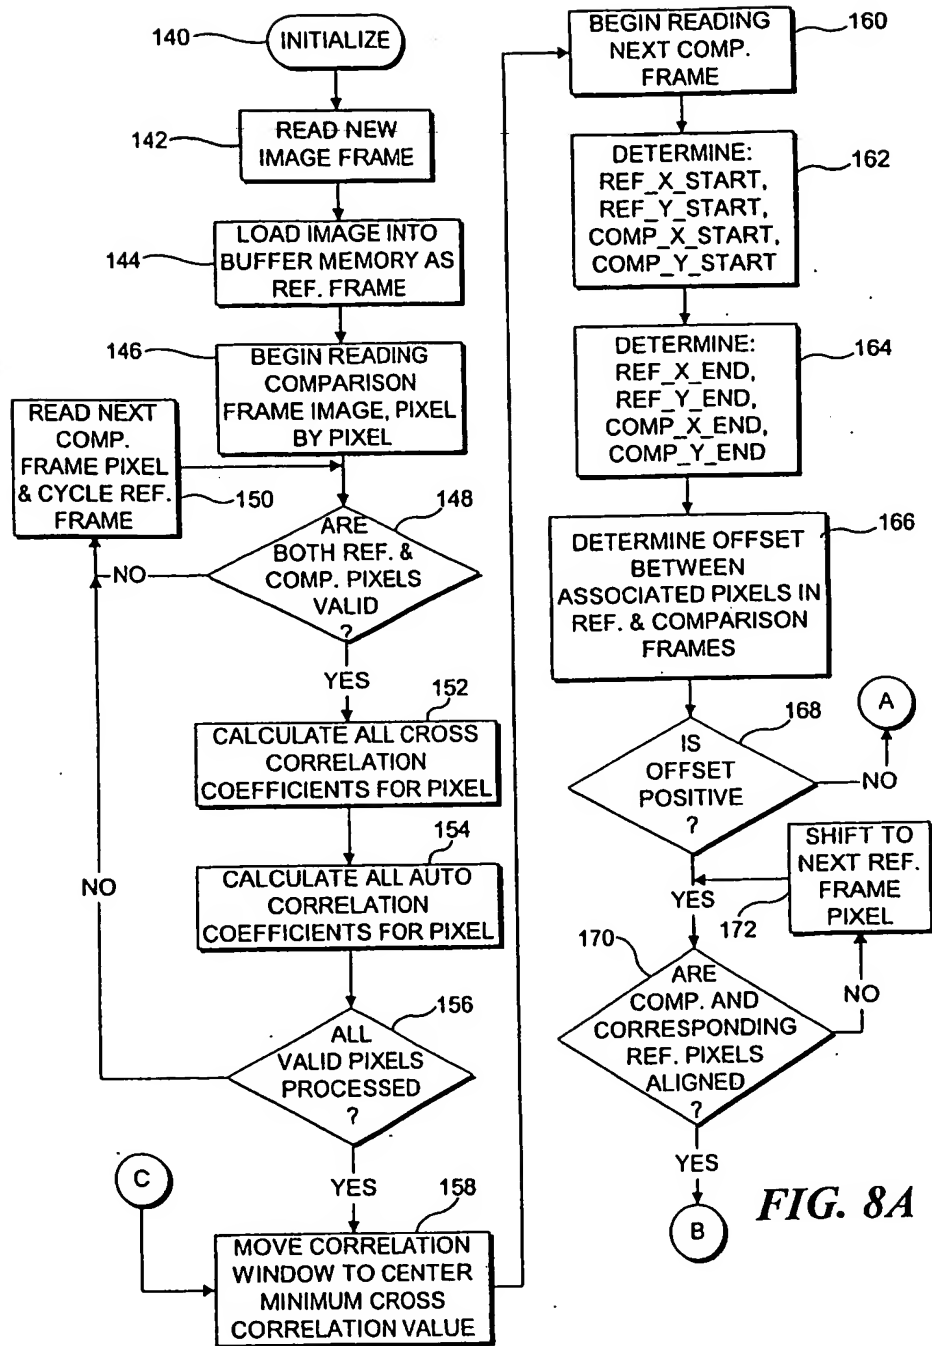 140
INITIALIZE
142
READ NEW
IMAGE FRAME
144
LOAD IMAGE INTO
BUFFER MEMORY AS
REF. FRAME
146
BEGIN READING
COMPARISON
FRAME IMAGE, PIXEL
BY PIXEL
READ NEXT
COMP.
FRAME PIXEL
& CYCLE REF.
FRAME
150
148
ARE
BOTH REF. &
COMP. PIXELS
VALID
?
NO
YES
152
CALCULATE ALL CROSS
CORRELATION
COEFFICIENTS FOR PIXEL
154
CALCULATE ALL AUTO
CORRELATION
COEFFICIENTS FOR PIXEL
NO
156
ALL
VALID PIXELS
PROCESSED
?
YES
C
158
MOVE CORRELATION
WINDOW TO CENTER
MINIMUM CROSS
CORRELATION VALUE
BEGIN READING
NEXT COMP.
FRAME
160
DETERMINE:
REF_X_START,
REF_Y_START,
COMP_X_START,
COMP_Y_START
162
DETERMINE:
REF_X_END,
REF_Y_END,
COMP_X_END,
COMP_Y_END
164
DETERMINE OFFSET
BETWEEN
ASSOCIATED PIXELS IN
REF. & COMPARISON
FRAMES
166
168
IS
OFFSET
POSITIVE
?
NO
A
YES
SHIFT TO
NEXT REF.
FRAME
PIXEL
172
170
ARE
COMP. AND
CORRESPONDING
REF. PIXELS
ALIGNED
?
NO
YES
B
FIG. 8A